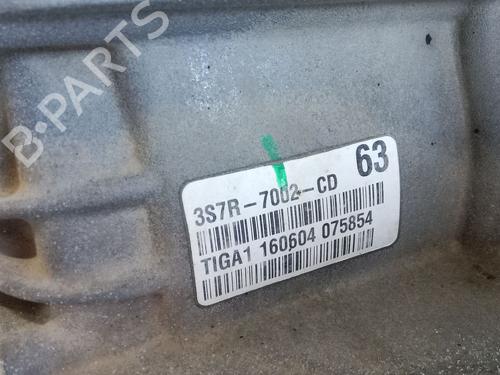 B-PARTS
63
3S7R-7002-CD
TIGA1 160604 075854